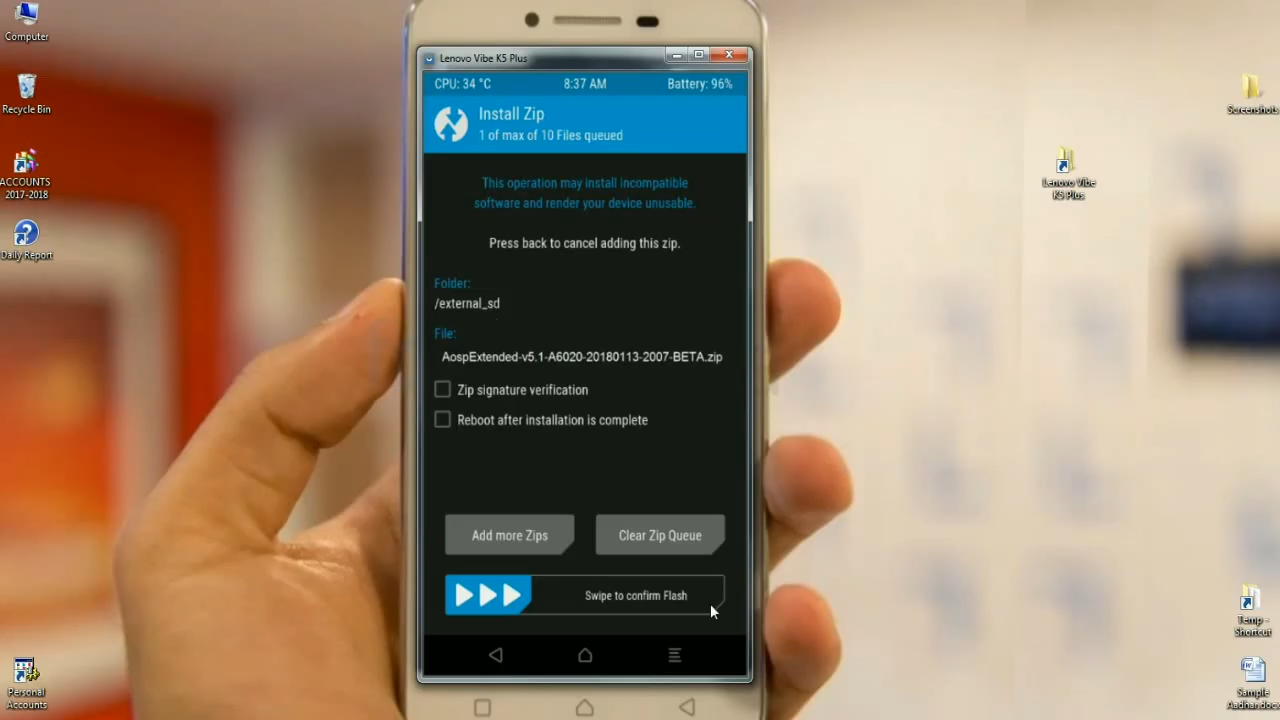 Computer
Recycle Bin
ACCOUNTS
2017-2018
Daily Report
Personal
Accounts
Lenovo Vibe K5 Plus
CPU: 34 °C
8:37 AM
Battery: 96%
Install Zip
1 of max of 10 Files queued
This operation may install incompatible
software and render your device unusable.
Press back to cancel adding this zip.
Folder:
/external_sd
File:
AospExtended-v5.1-A6020-20180113-2007-BETA.zip
Zip signature verification
Reboot after installation is complete
Add more Zips
Clear Zip Queue
Swipe to confirm Flash
Screenshots
Lenovo Vibe
K5 Plus
Temp -
Shortcut
Sample
Aadhar.docx